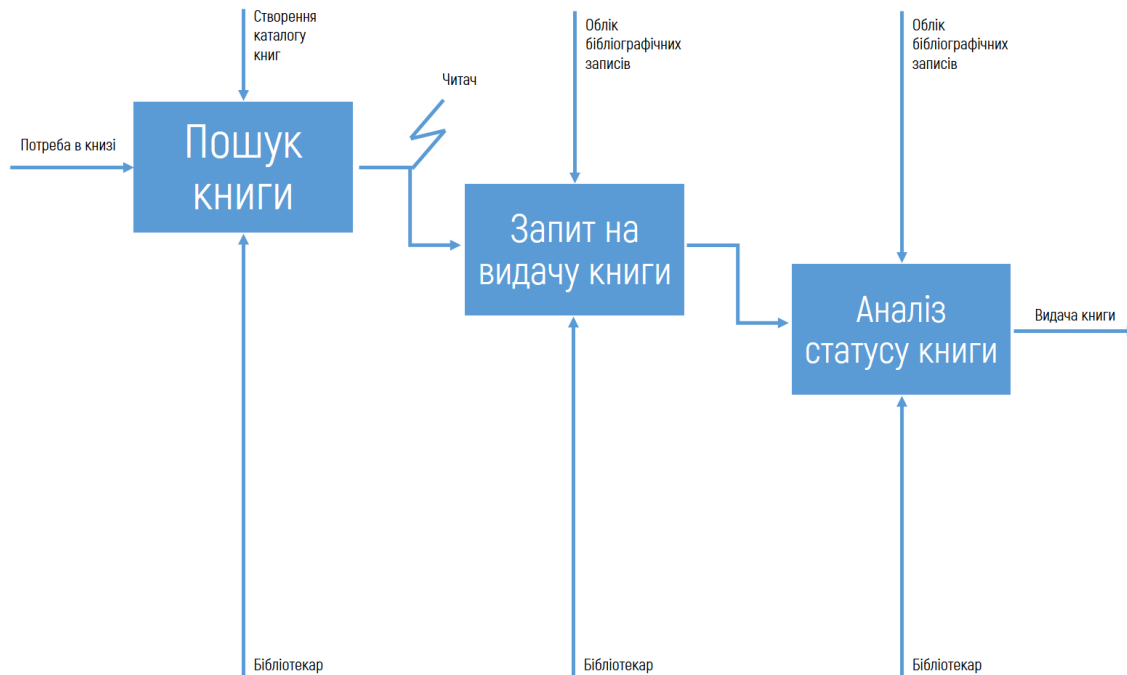 Створення
каталогу
книг
Облік
бібліографічних
записів
Облік
бібліографічних
записів
Читач
Потреба в книзі
Пошук
книги
Запит на
видачу книги
Аналіз
статусу книги
Видача книги
Бібліотекар
Бібліотекар
Бібліотекар